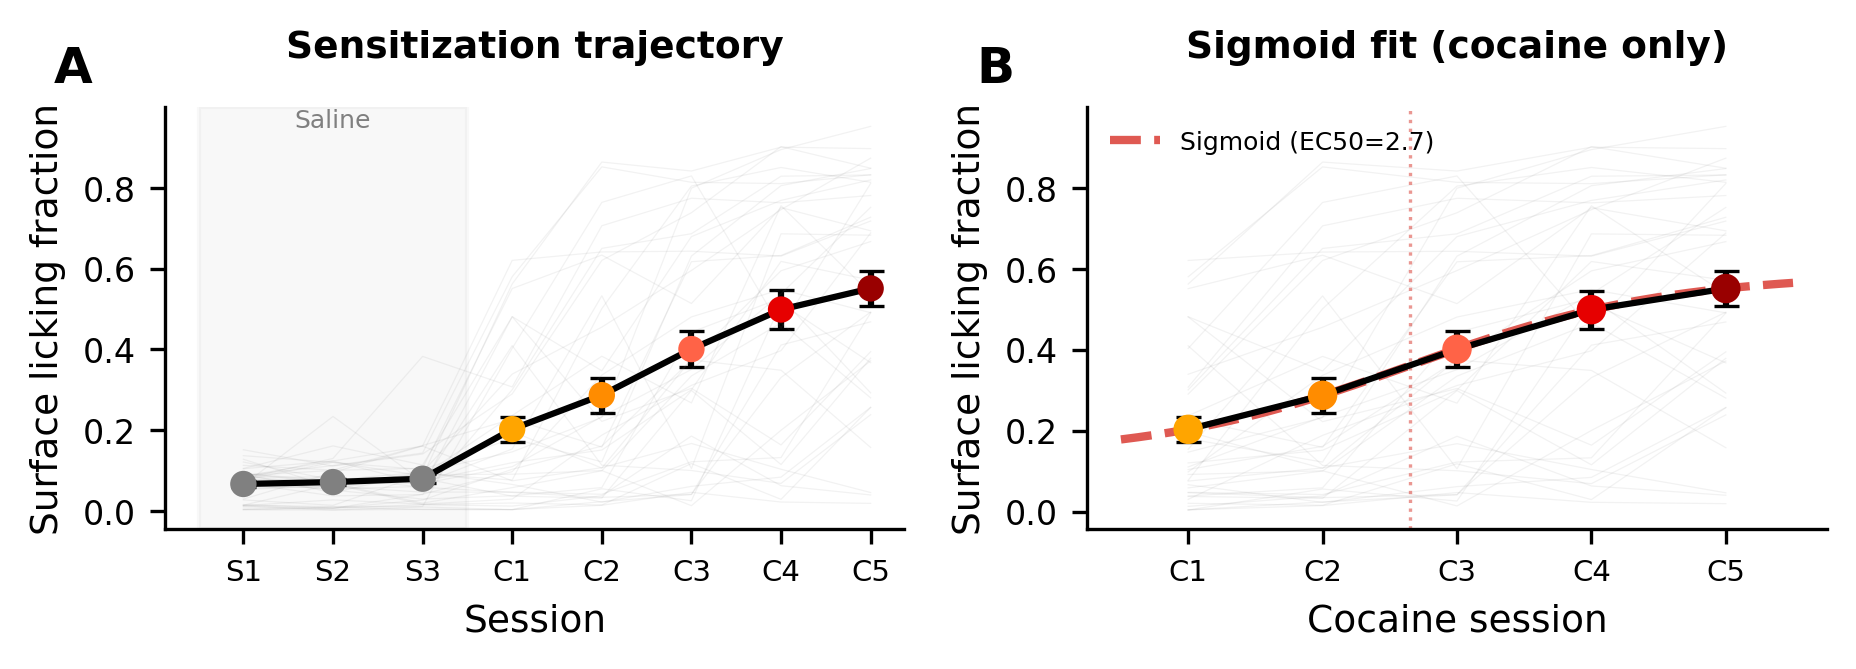 A
Sensitization trajectory
Surface licking fraction
0.8
0.6
0.4
0.2
0.0
Saline
S1 S2 S3 C1 C2 C3 C4 C5
Session
B
Sigmoid fit (cocaine only)
Surface licking fraction
0.8
0.6
0.4
0.2
0.0
Sigmoid (EC50=2.7)
C1 C2 C3 C4 C5
Cocaine session